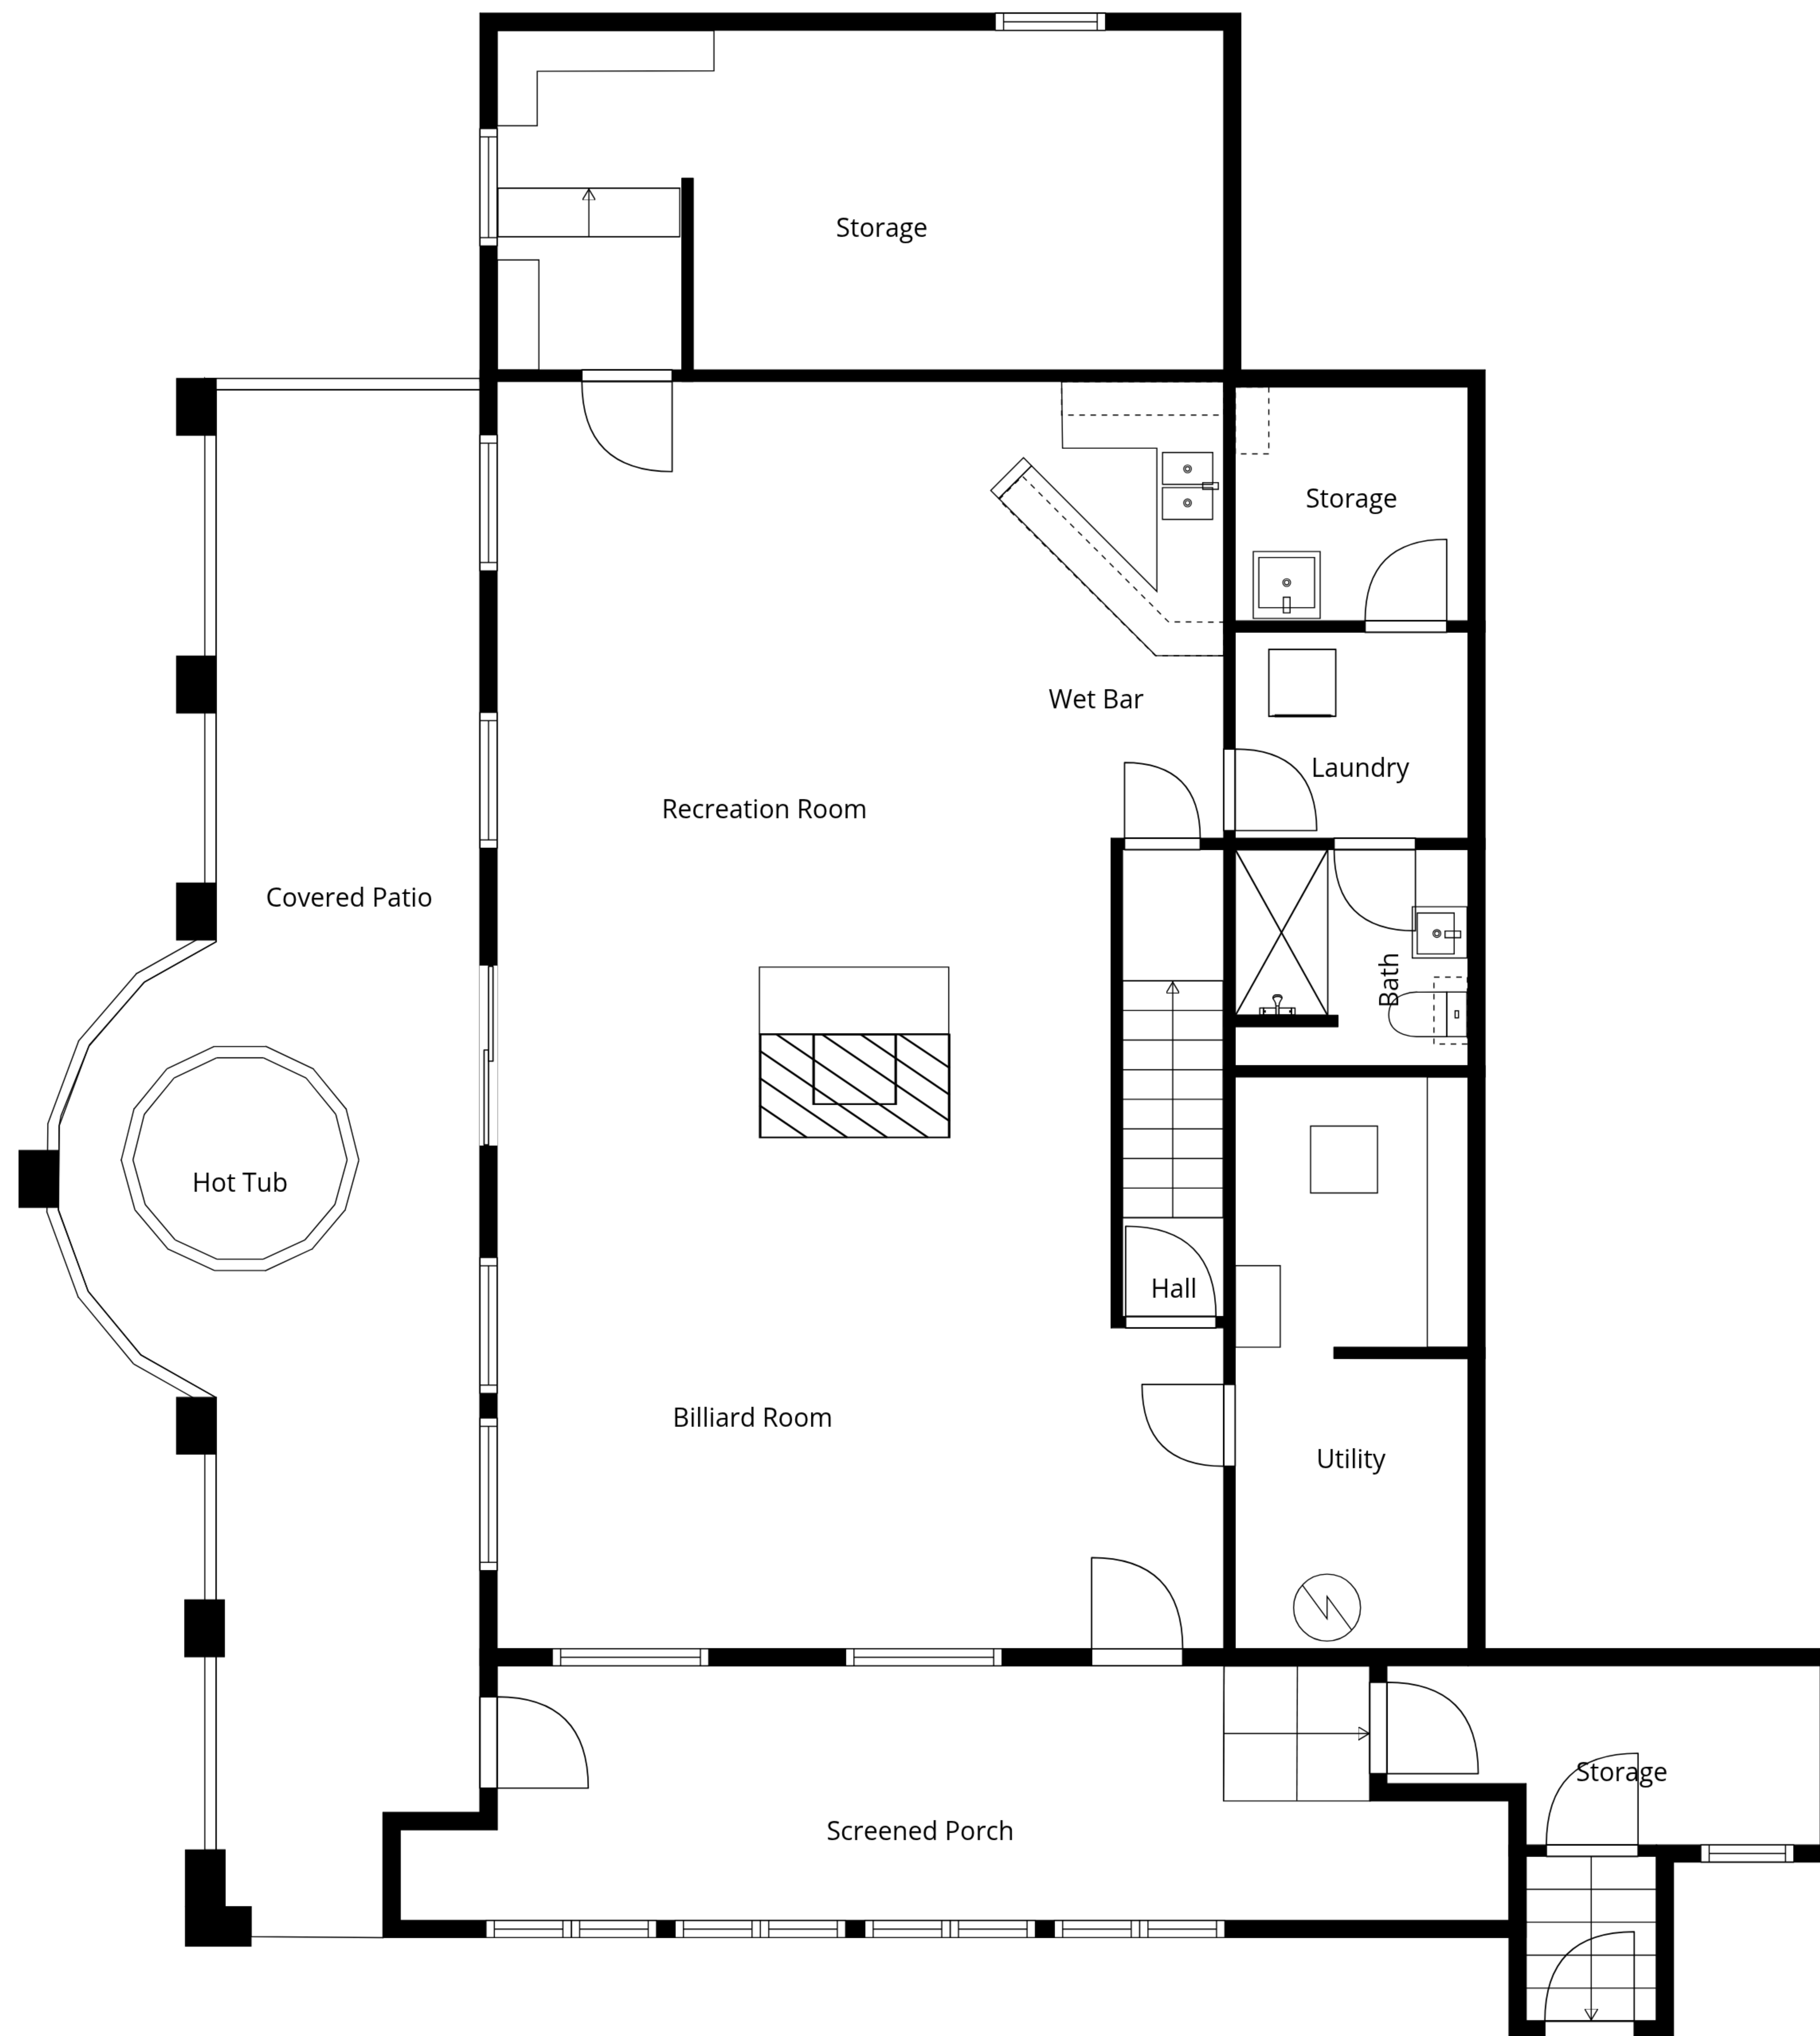 Storage
Storage
Wet Bar
Laundry
Recreation Room
Covered Patio
Bath
Hot Tub
Hall
Billiard Room
Utility
Storage
Screened Porch